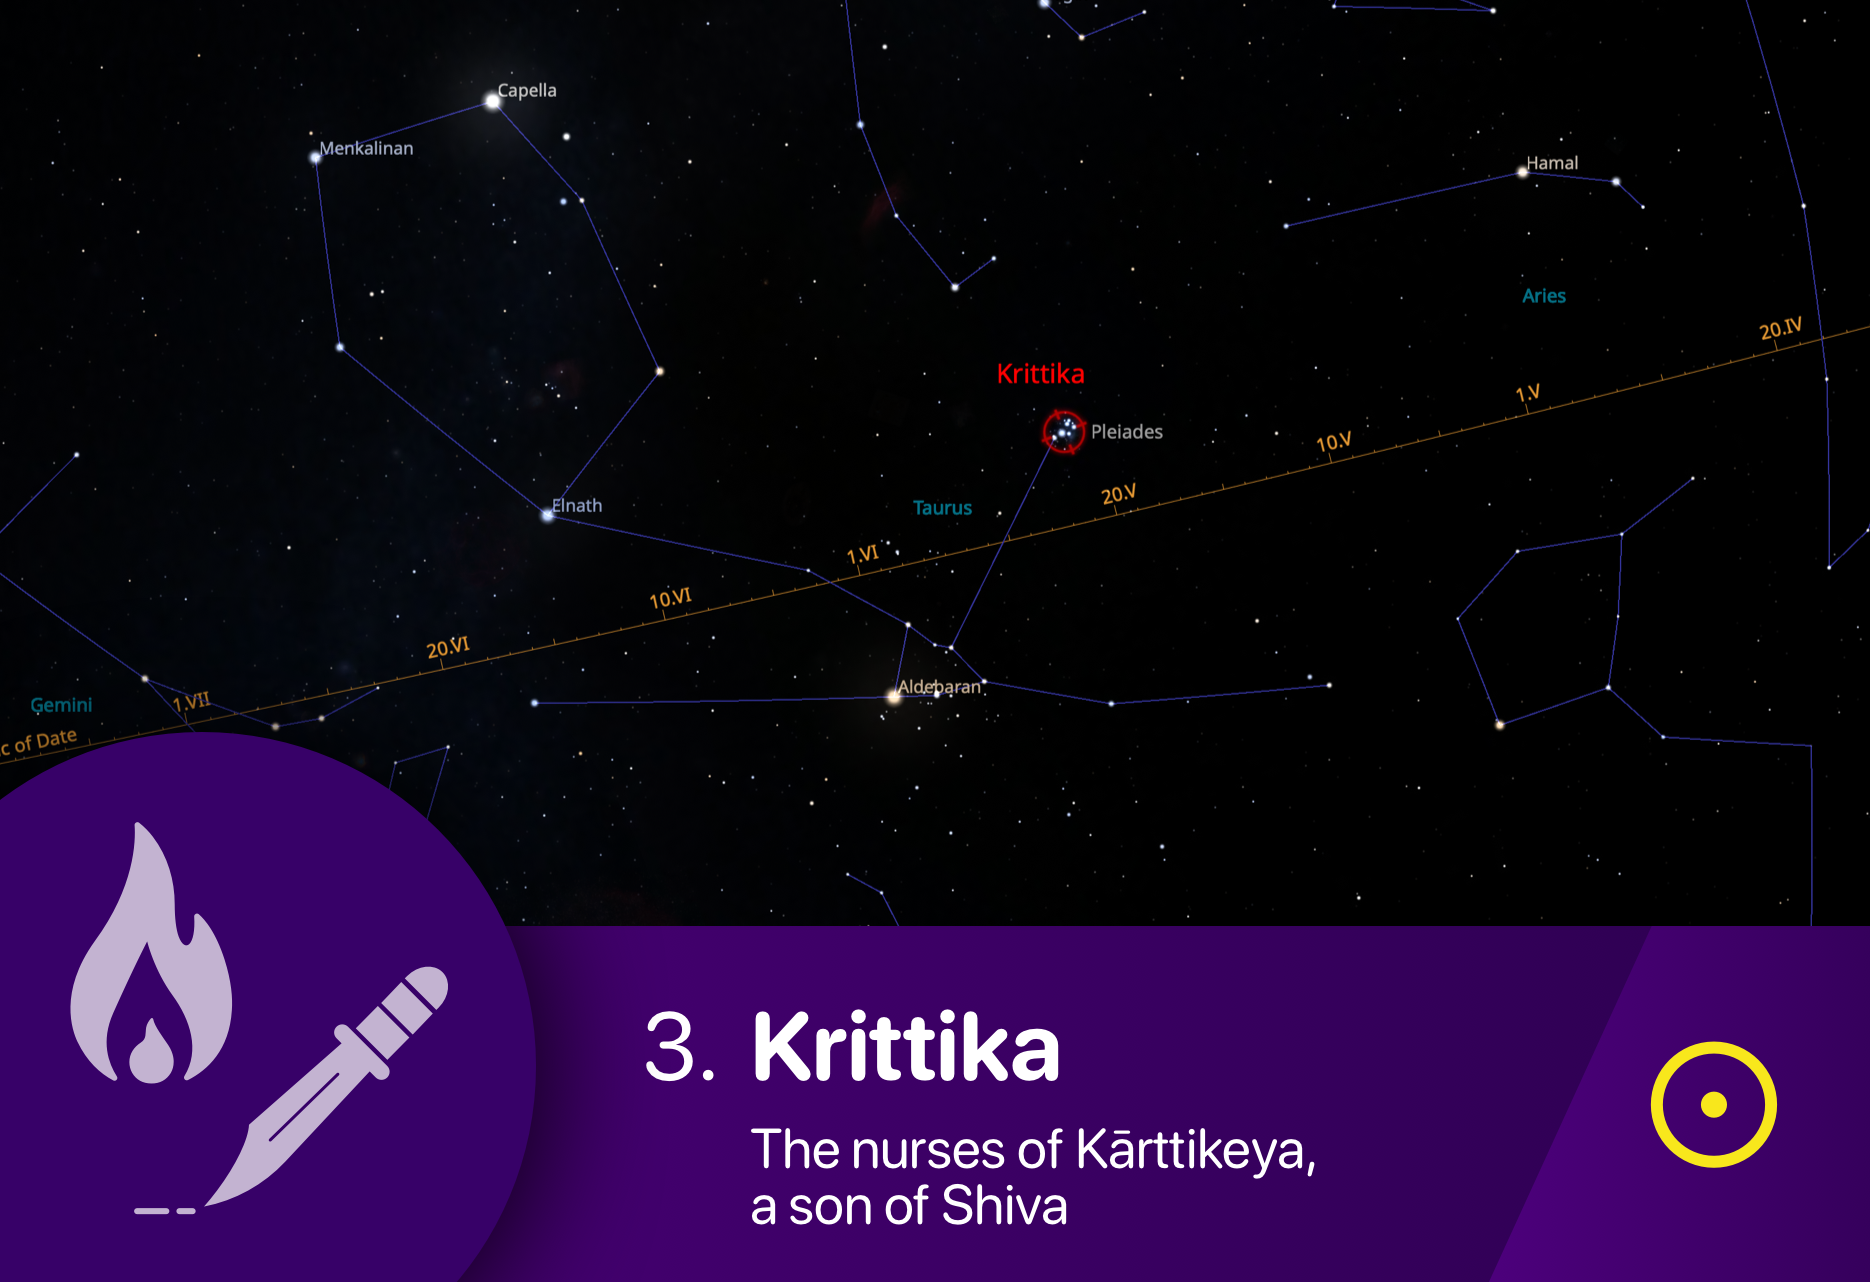 Capella
Menkalinan
Hamal
Aries
20.IV
Krittika
1.V
Pleiades
10.V
20.V
Elnath
Taurus
1.VI
10.VI
20.VI
Aldebaran
Gemini
1.VII
c of Date
3. Krittika
The nurses of Kārttikeya,
a son of Shiva